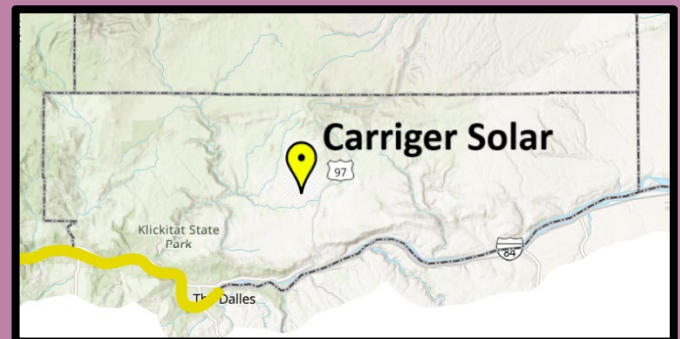 Carriger Solar
97
Klickitat State
Park
84
The Dalles